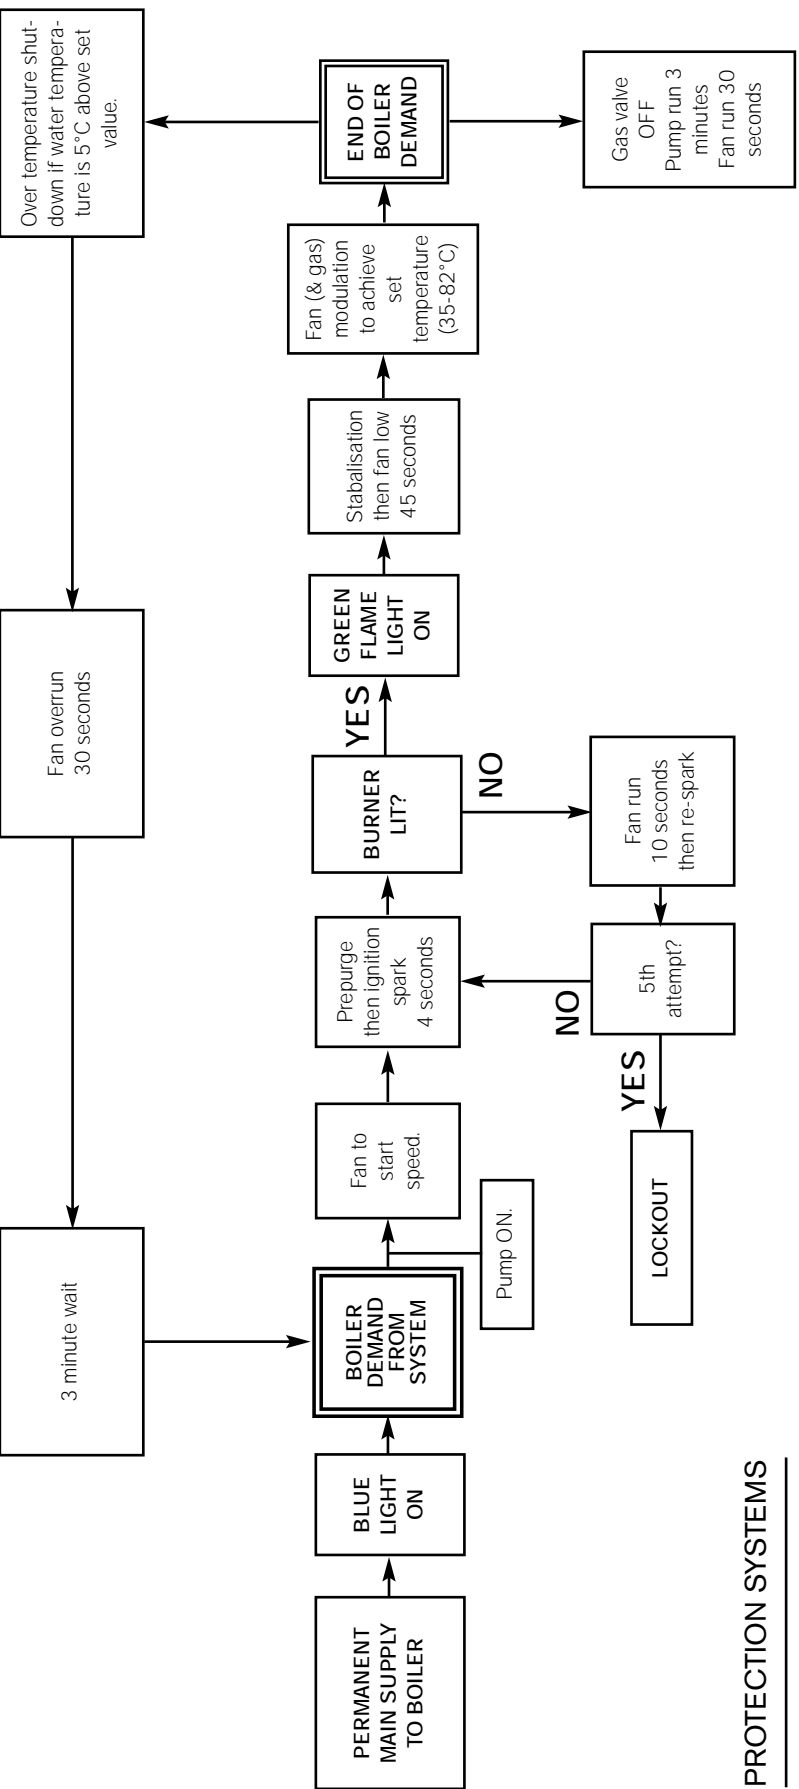 3 minute wait
Fan overrun
30 seconds
Over temperature shut-
down if water tempera-
ture is 5°C above set
value.
PERMANENT
MAIN SUPPLY
TO BOILER
BLUE
LIGHT
ON
BOILER
DEMAND
FROM
SYSTEM
Pump ON.
Fan to
start
speed.
Prepurge
then ignition
spark
4 seconds
BURNER
LIT?
YES
GREEN
FLAME
LIGHT
ON
Stabalisation
then fan low
45 seconds
Fan (& gas)
modulation
to achieve
set
temperature
(35-82°C)
END OF
BOILER
DEMAND
NO
Fan run
10 seconds
then re-spark
5th
attempt?
NO
YES
LOCKOUT
Gas valve
OFF
Pump run 3
minutes
Fan run 30
seconds
PROTECTION SYSTEMS